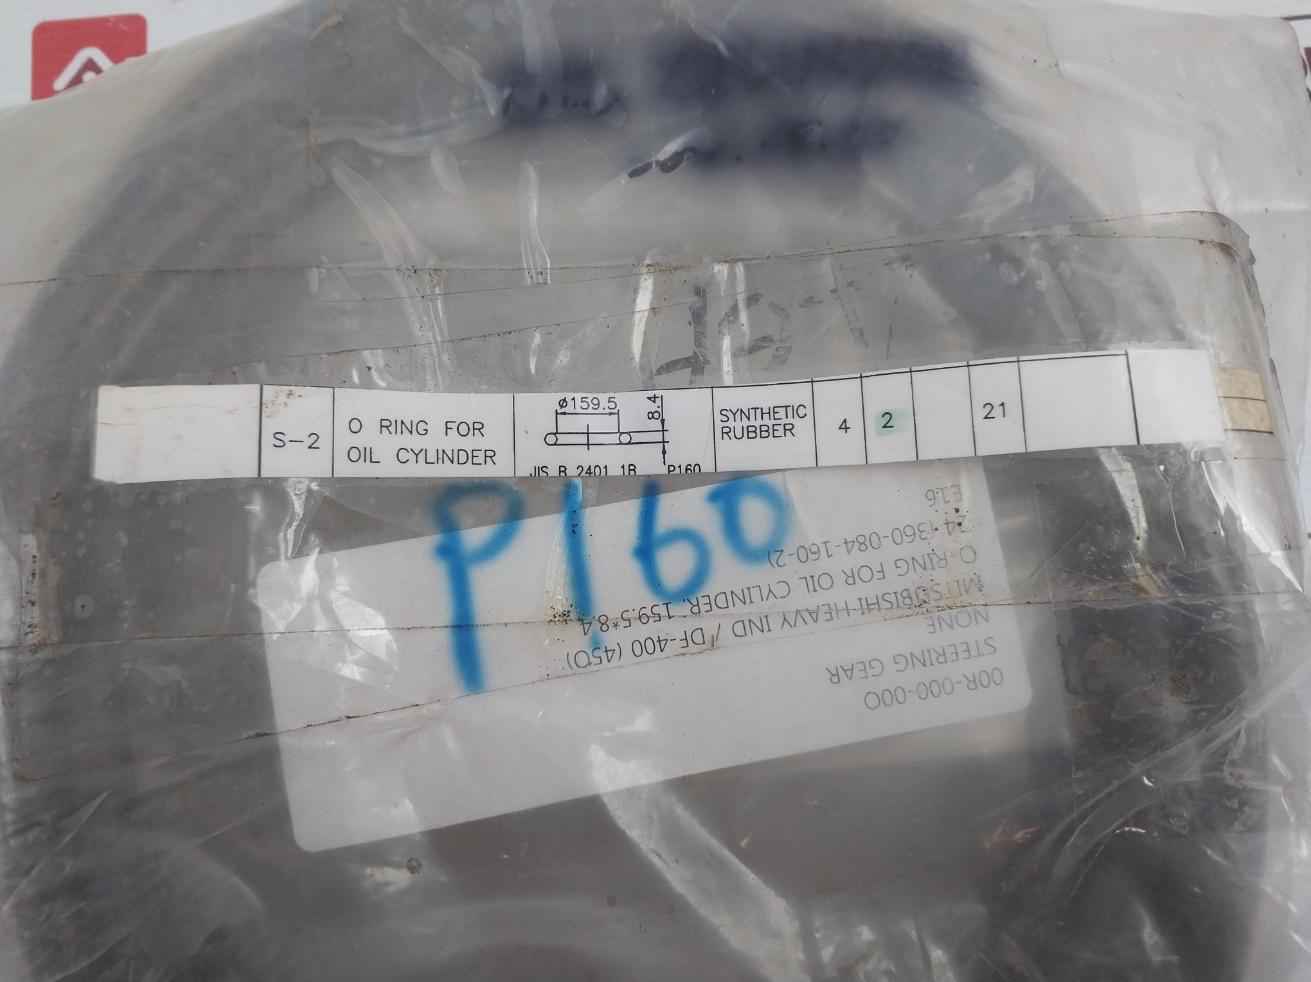 S-2
O RING FOR
OIL CYLINDER
ø159.5
8.4
JIS B 2401 1B P160
SYNTHETIC
RUBBER
4
2
21
P160
00R-000-000
STEERING GEAR
NONE
MITSUBISHI-HEAVY IND / DF-400 (450)
O-RING FOR OIL CYLINDER. 159.5*8.4
360-084-160-2)
E16